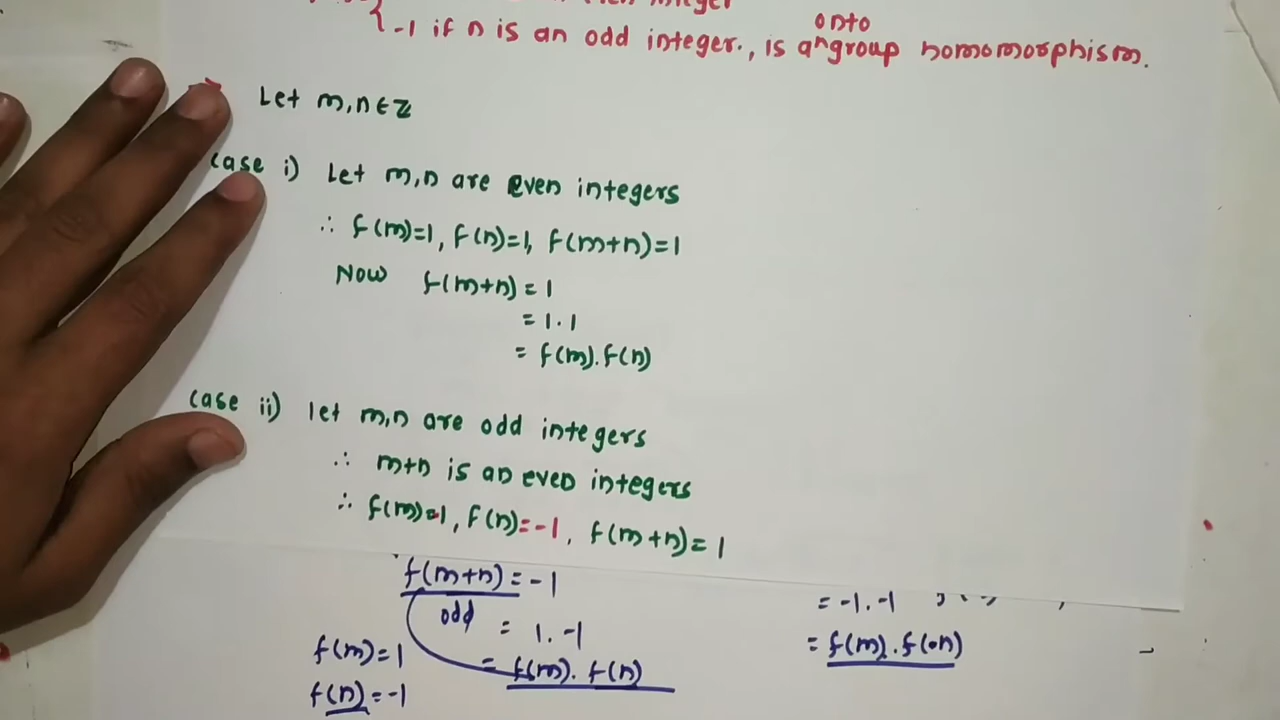 integer
onto
-1 if n is an odd integer., is a^group homomorphism.
Let m,n∈Z
Case i) Let m,n are even integers
∴ f(m)=1, f(n)=1, f(m+n)=1
Now f(m+n) = 1
= 1.1
= f(m).f(n)
Case ii) let m,n are odd integers
∴ m+n is an even integers
∴ f(m)=1, f(n)=-1, f(m+n)=1
f(m+n) = -1
odd = 1.-1
= f(m). f(n)
f(m)=1
f(n)=-1
= -1.-1
= f(m).f(n)